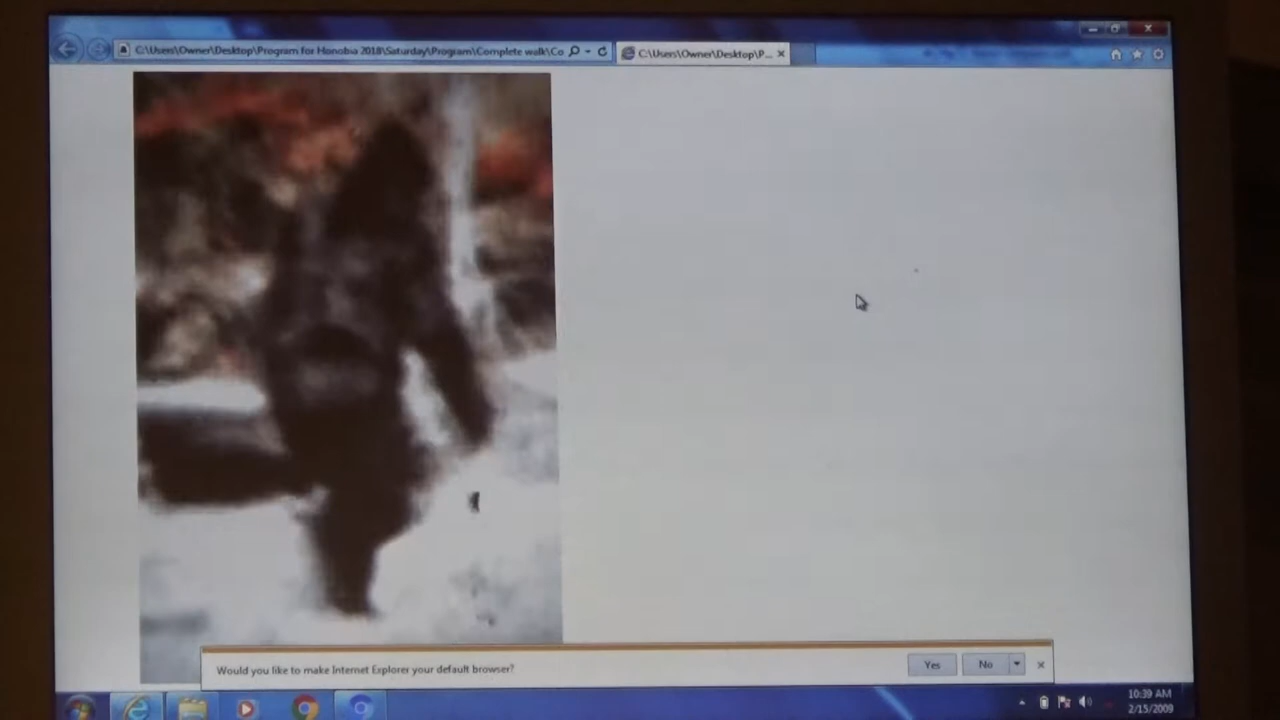 C:\Users\Owner\Desktop\Program for Honobia 2018\Saturday\Program\Complete walk\Co
C:\Users\Owner\Desktop\P...
Would you like to make Internet Explorer your default browser?
Yes
No
10:39 AM
2/15/2009